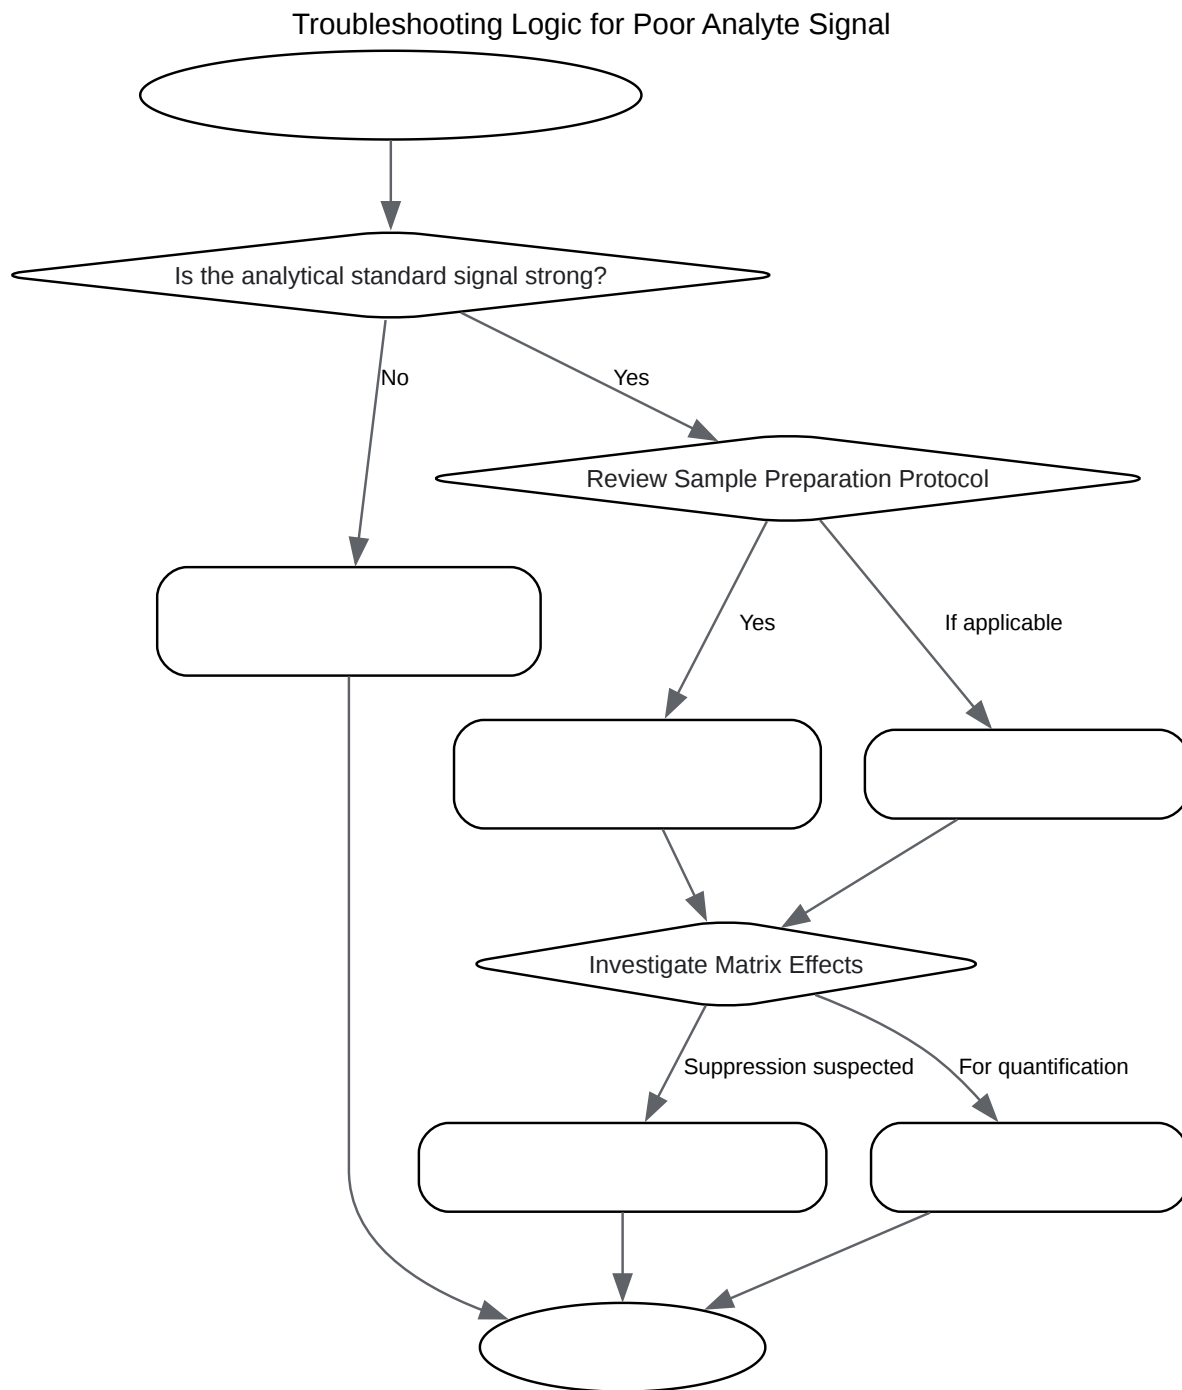 Troubleshooting Logic for Poor Analyte Signal
Is the analytical standard signal strong?
No
Yes
Review Sample Preparation Protocol
Yes
If applicable
Investigate Matrix Effects
Suppression suspected
For quantification